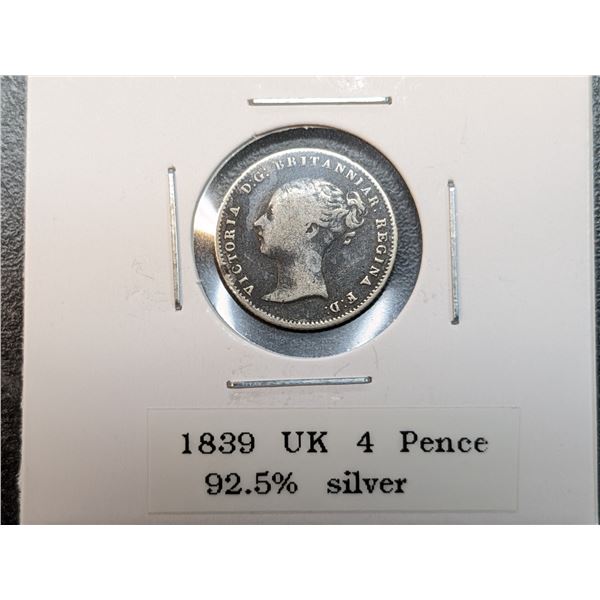 VICTORIA D:G: BRITANNIAR: REGINA F:D:
1839 UK 4 Pence
92.5% silver